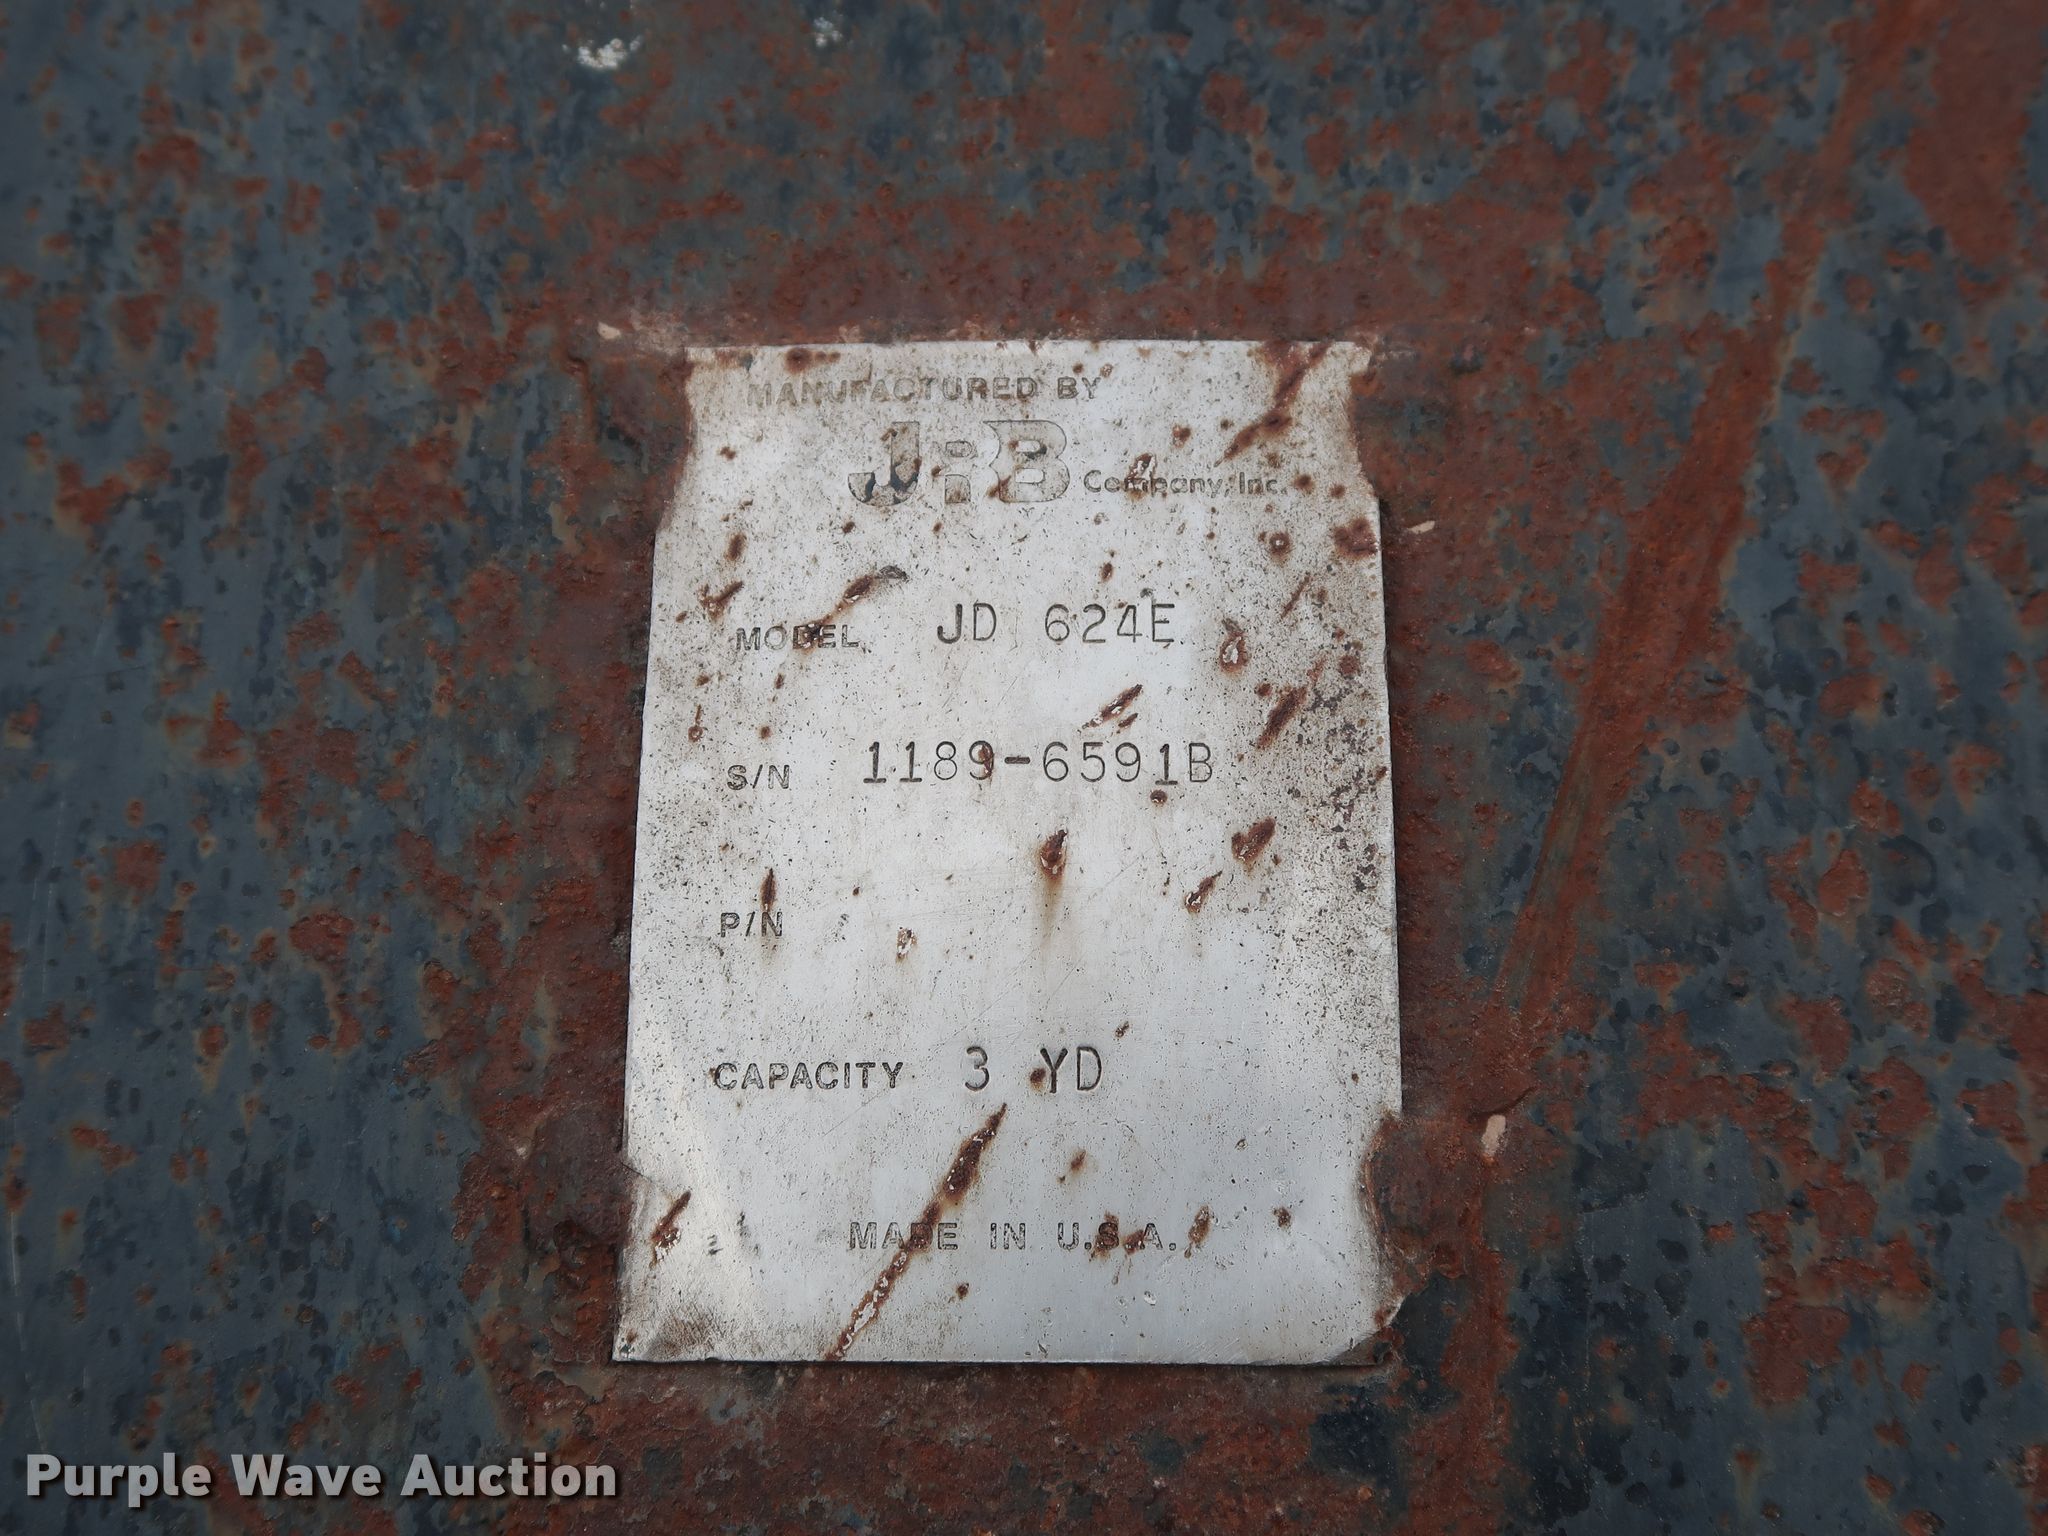 MANUFACTURED BY
JRB Company, Inc.
MODEL JD 624E
S/N 1189-6591B
P/N
CAPACITY 3 YD
MADE IN U.S.A.
Purple Wave Auction